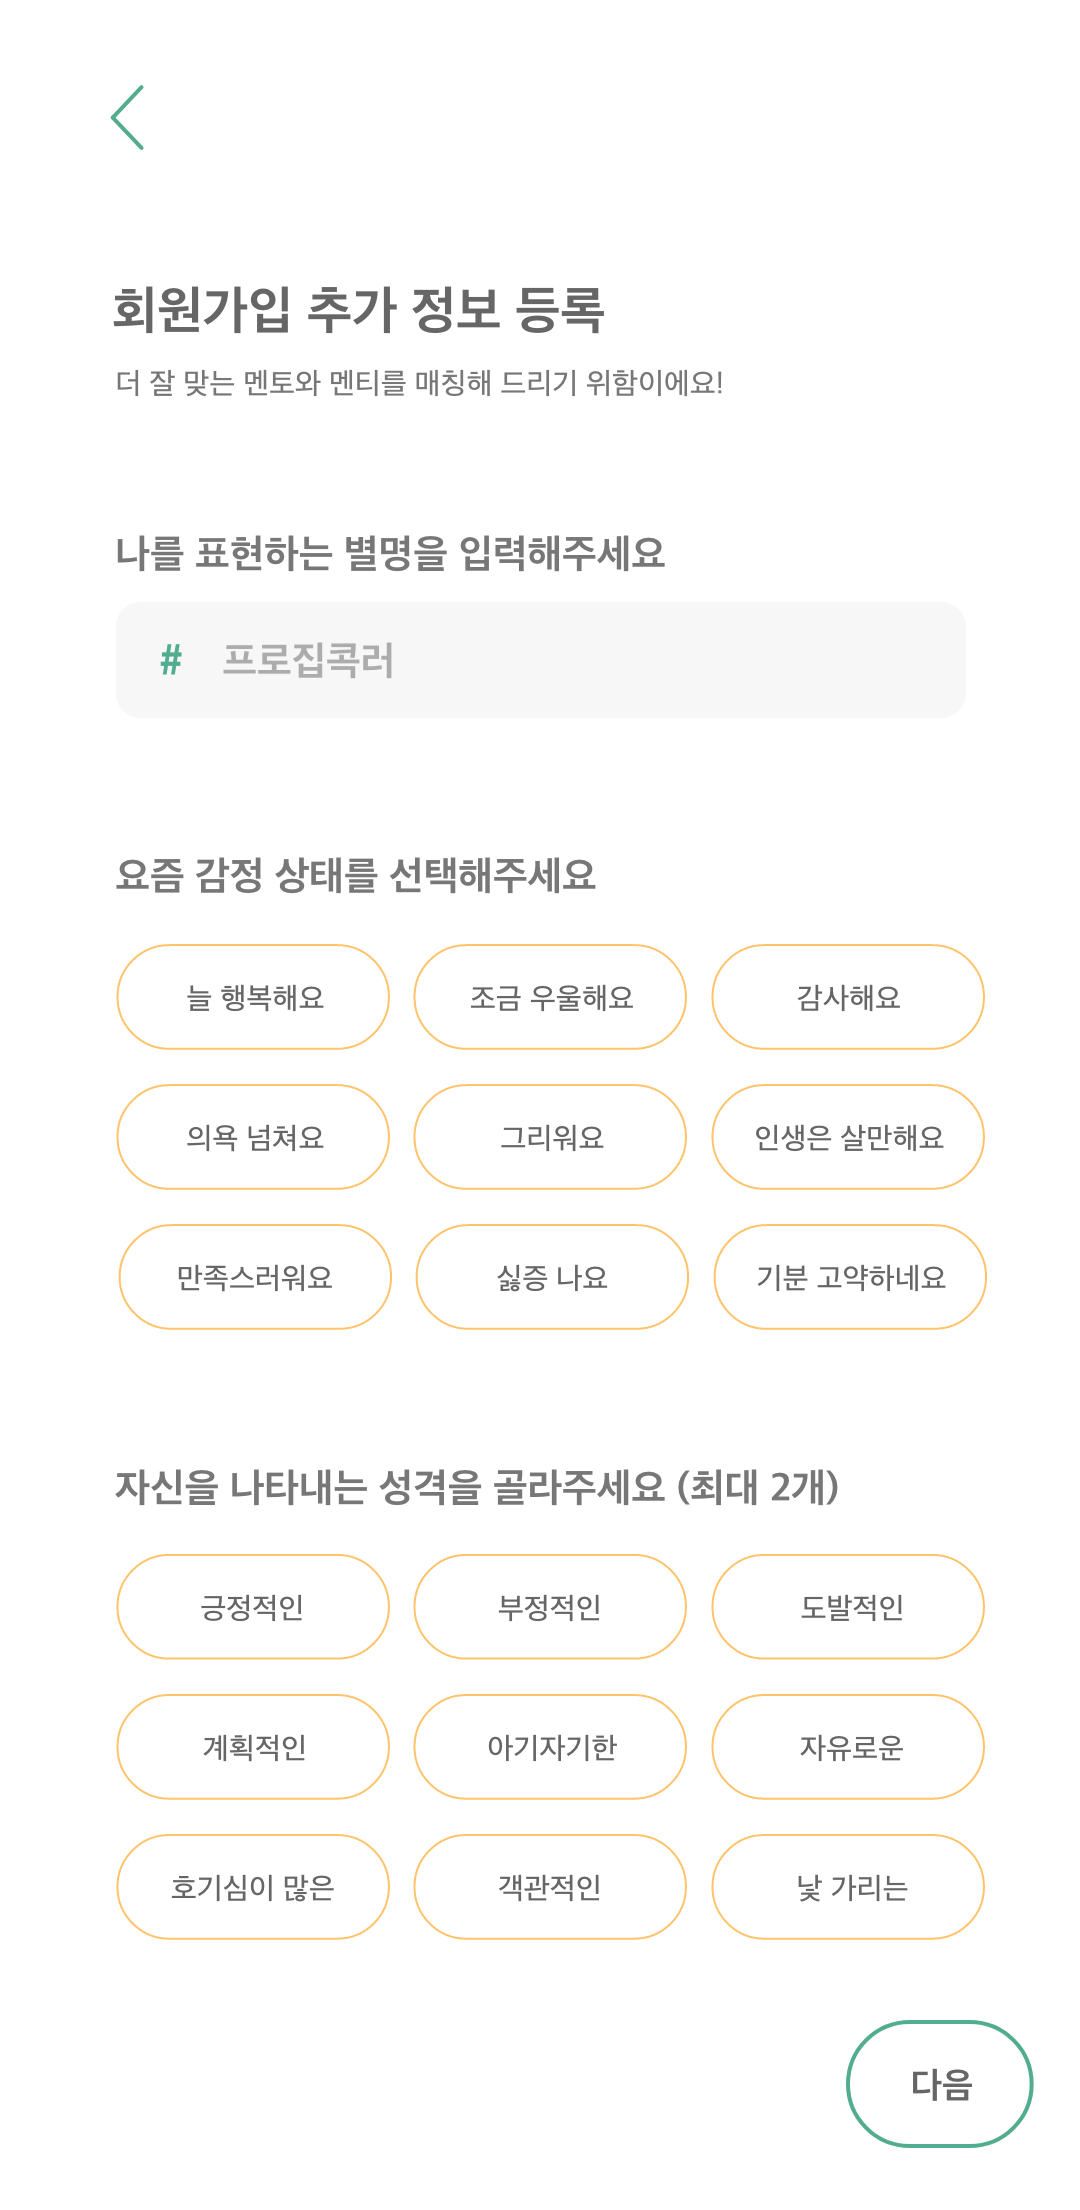 회원가입 추가 정보 등록
더 잘 맞는 멘토와 멘티를 매칭해 드리기 위함이에요!
나를 표현하는 별명을 입력해주세요
# 프로집콕러
요즘 감정 상태를 선택해주세요
늘 행복해요 조금 우울해요 감사해요
의욕 넘쳐요 그리워요 인생은 살만해요
만족스러워요 싫증 나요 기분 고약하네요
자신을 나타내는 성격을 골라주세요 (최대 2개)
긍정적인 부정적인 도발적인
계획적인 아기자기한 자유로운
호기심이 많은 객관적인 낯 가리는
다음